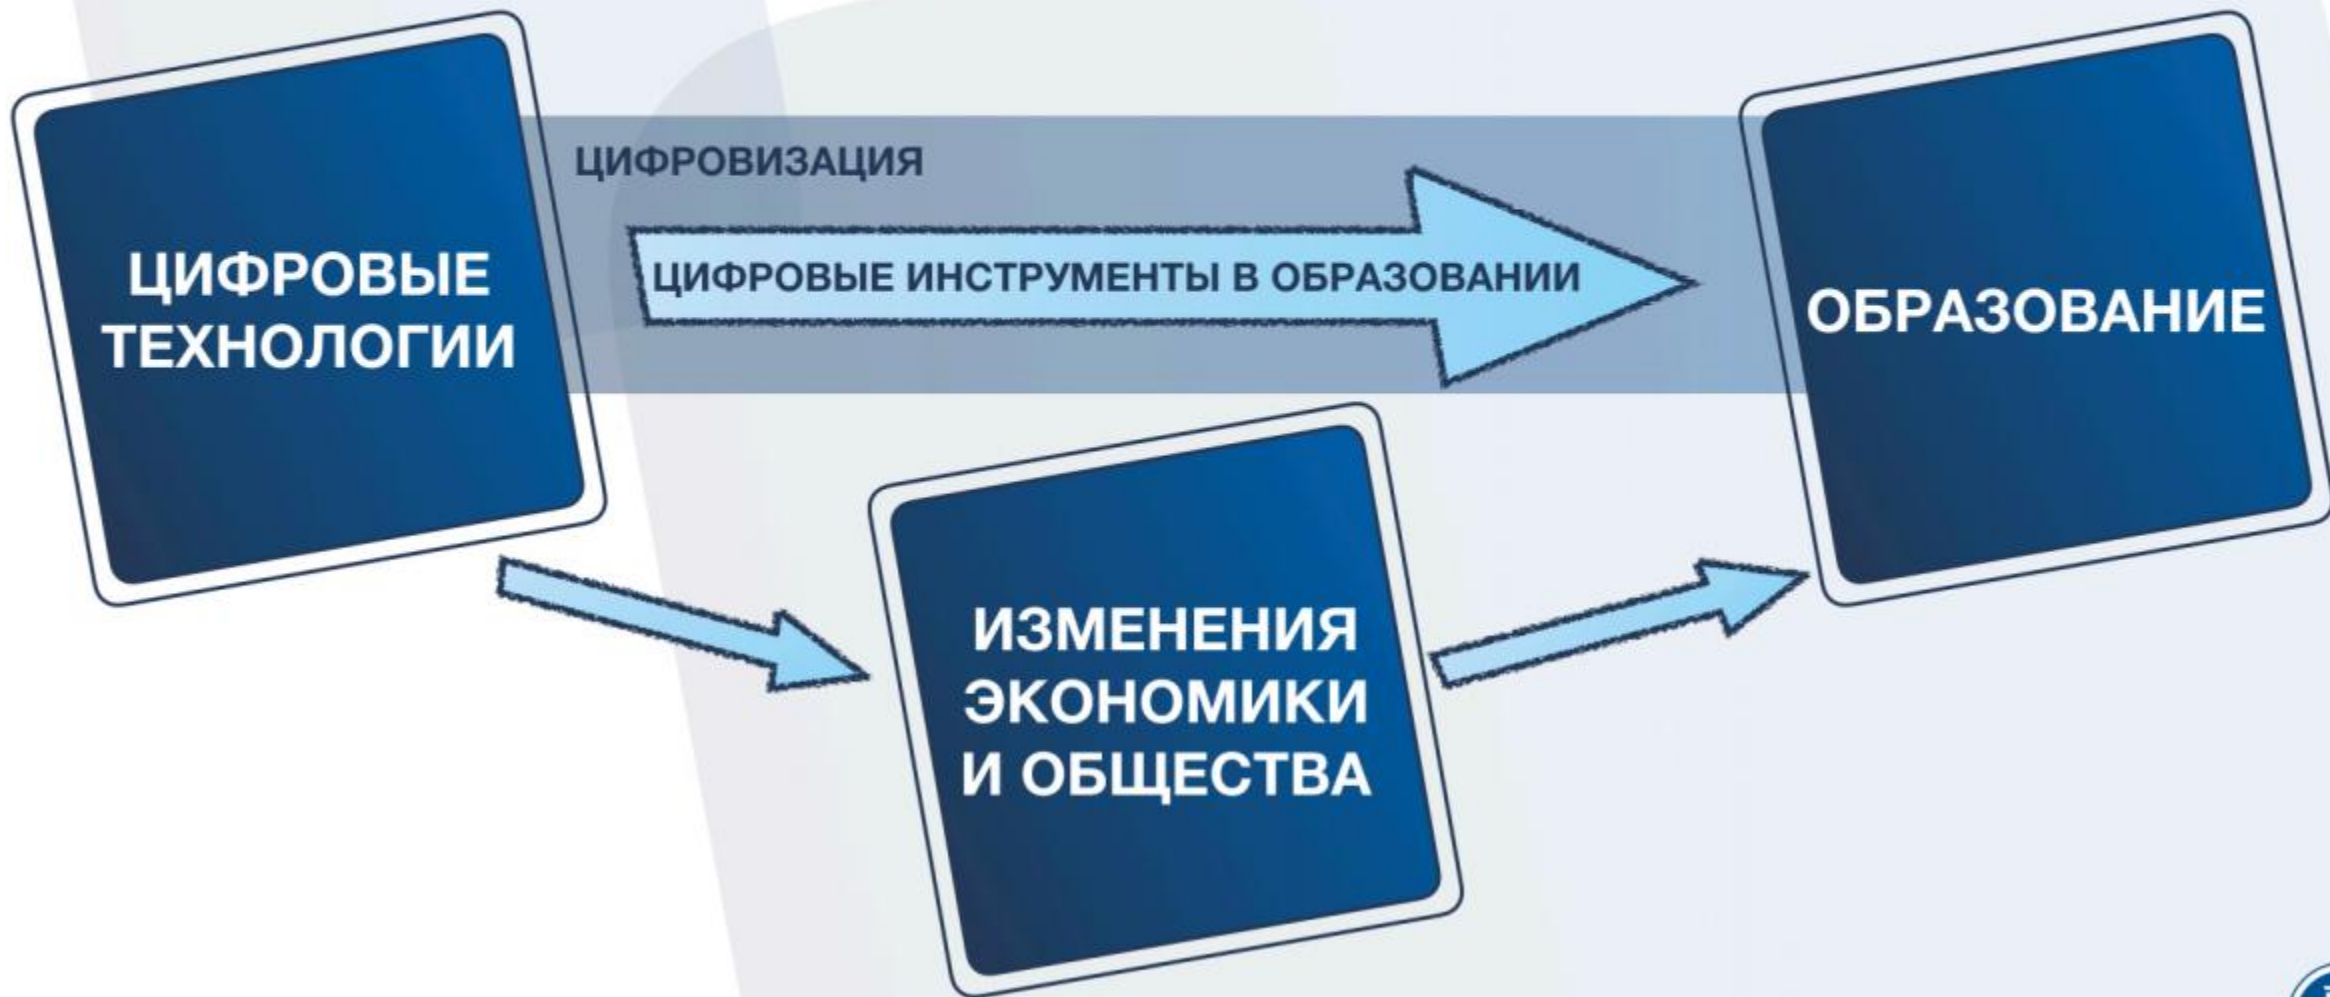 ЦИФРОВИЗАЦИЯ
ЦИФРОВЫЕ
ТЕХНОЛОГИИ
ЦИФРОВЫЕ ИНСТРУМЕНТЫ В ОБРАЗОВАНИИ
ОБРАЗОВАНИЕ
ИЗМЕНЕНИЯ
ЭКОНОМИКИ
И ОБЩЕСТВА